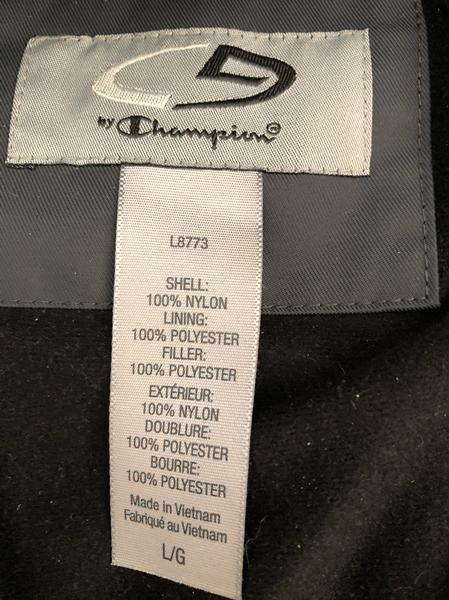 by Champion©
L8773
SHELL:
100% NYLON
LINING:
100% POLYESTER
FILLER:
100% POLYESTER
EXTÉRIEUR:
100% NYLON
DOUBLURE:
100% POLYESTER
BOURRE:
100% POLYESTER
Made in Vietnam
Fabriqué au Vietnam
L/G